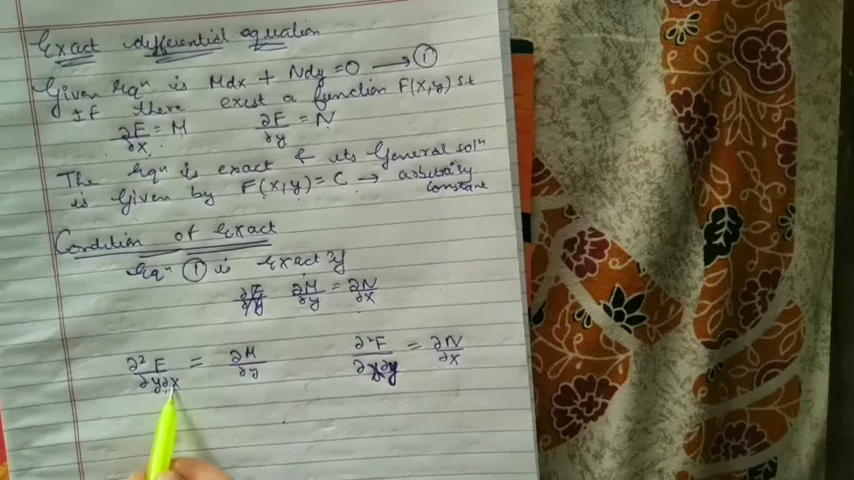 Exact differential equation
Given Eqⁿ is Mdx + Ndy = 0 → ①
If there exist a function F(x,y) s.t
∂F/∂x = M ∂F/∂y = N
The Eqⁿ is exact & its General solⁿ
is Given by F(x,y) = C → arbitrary
constant
Condition of Exact
Eqⁿ ① is Exact if
∂M/∂y = ∂N/∂x
∂²F/∂y∂x = ∂M/∂y ∂²F/∂x∂y = ∂N/∂x